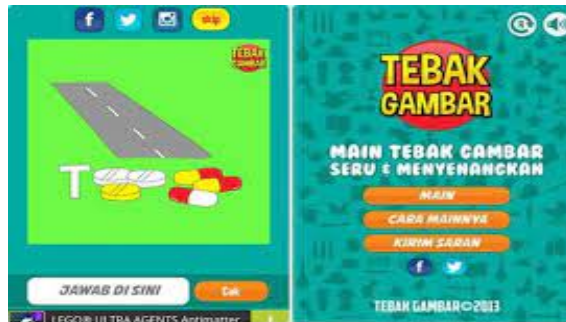 f
skip
TEBAK
GAMBAR
T
JAWAB DI SINI
Cek
LEGO® ULTRA AGENTS Antimatter
TEBAK
GAMBAR
MAIN TEBAK GAMBAR
SERU & MENYENANGKAN
MAIN
CARA MAINNYA
KIRIM SARAN
f
TEBAK GAMBAR©2013